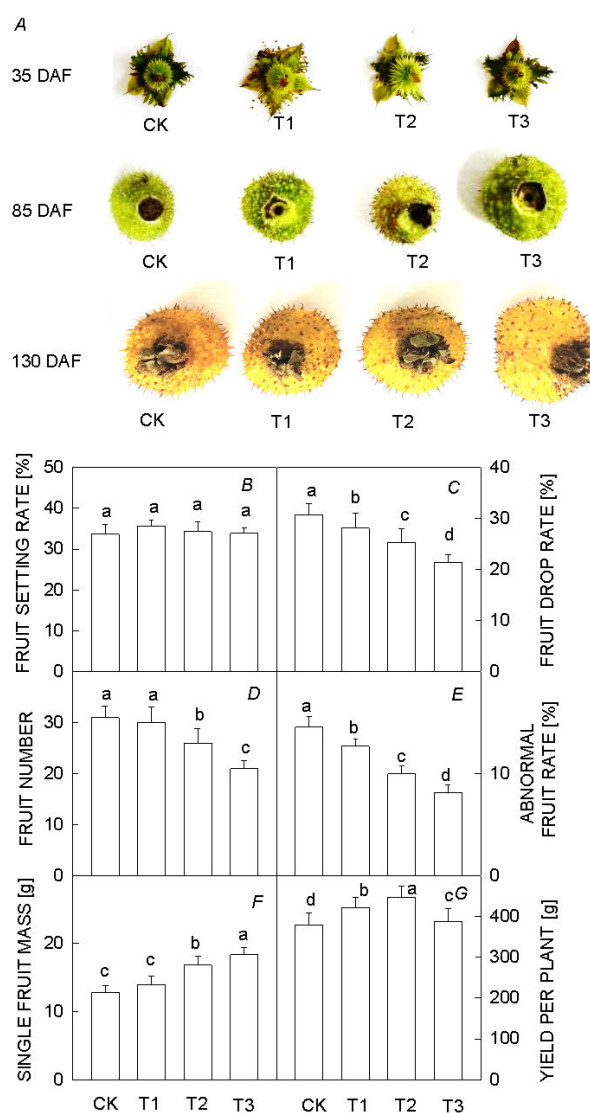 A
35 DAF
CK T1 T2 T3
85 DAF
CK T1 T2 T3
130 DAF
CK T1 T2 T3
FRUIT SETTING RATE [%]
50
40
30
20
10
0
B
a a a a
C
a b c d
40
30
20
10
0
FRUIT DROP RATE [%]
FRUIT NUMBER
30
20
10
0
D
a a b c
E
a b c d
10
0
ABNORMAL
FRUIT RATE [%]
SINGLE FRUIT MASS [g]
20
10
0
F
c c b a
G
d b a c
400
300
200
100
0
YIELD PER PLANT [g]
CK T1 T2 T3 CK T1 T2 T3